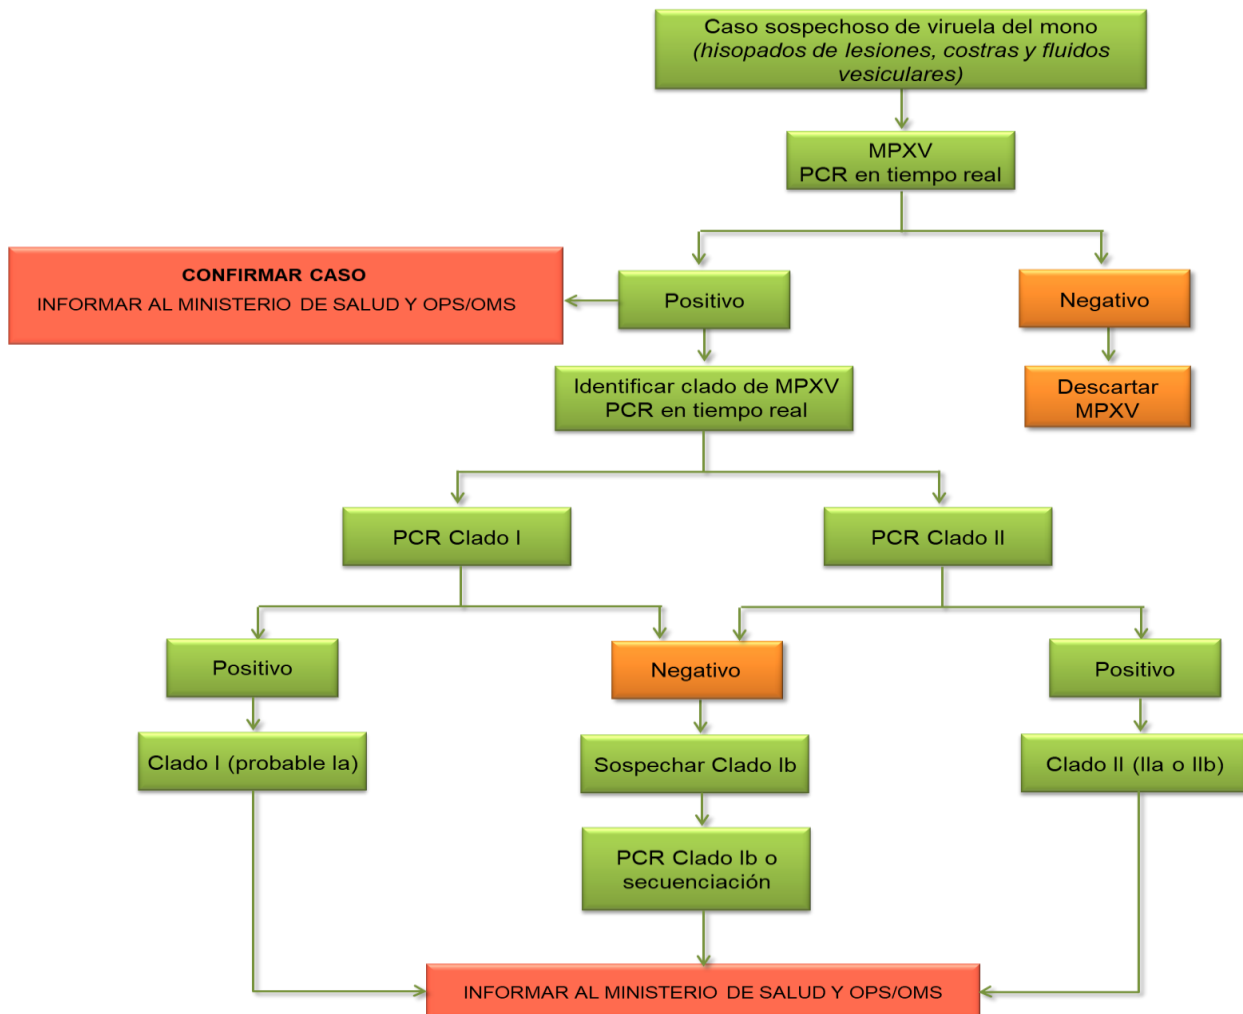 Caso sospechoso de viruela del mono
(hisopados de lesiones, costras y fluidos
vesiculares)
MPXV
PCR en tiempo real
CONFIRMAR CASO
INFORMAR AL MINISTERIO DE SALUD Y OPS/OMS
Positivo
Negativo
Identificar clado de MPXV
PCR en tiempo real
Descartar
MPXV
PCR Clado I
PCR Clado II
Positivo
Negativo
Positivo
Clado I (probable Ia)
Sospechar Clado Ib
Clado II (IIa o IIb)
PCR Clado Ib o
secuenciación
INFORMAR AL MINISTERIO DE SALUD Y OPS/OMS